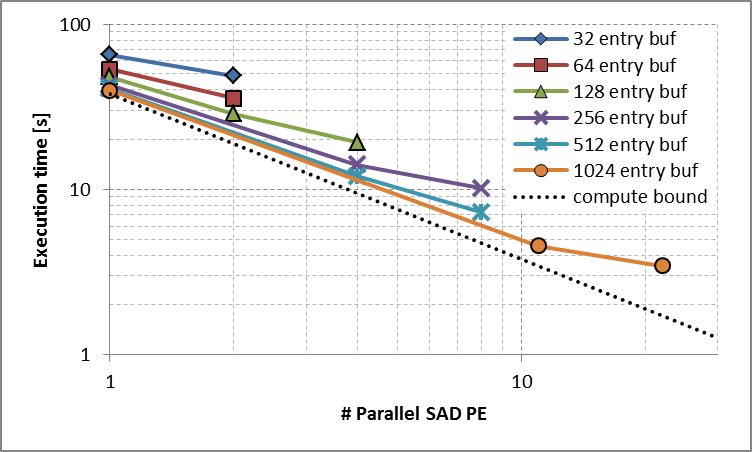 100
10
1
Execution time [s]
32 entry buf
64 entry buf
128 entry buf
256 entry buf
512 entry buf
1024 entry buf
compute bound
1
10
# Parallel SAD PE